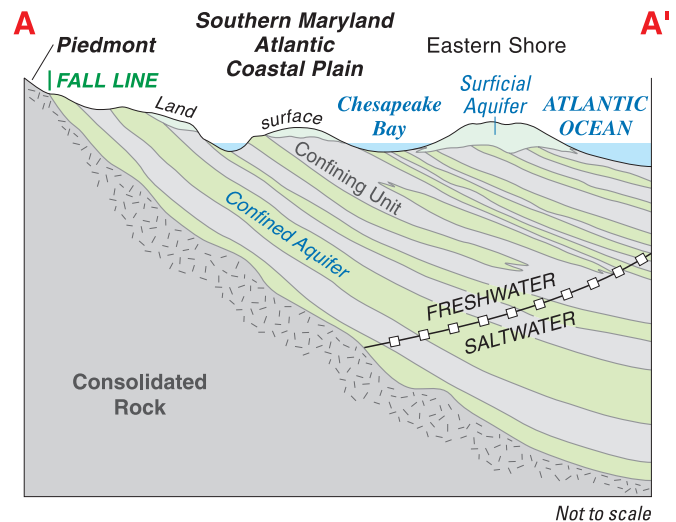 A
Southern Maryland
Atlantic
Coastal Plain
A'
Piedmont
Eastern Shore
FALL LINE
Land
surface
Chesapeake
Bay
Surficial
Aquifer
ATLANTIC
OCEAN
Confining Unit
Confined Aquifer
FRESHWATER
SALTWATER
Consolidated
Rock
Not to scale